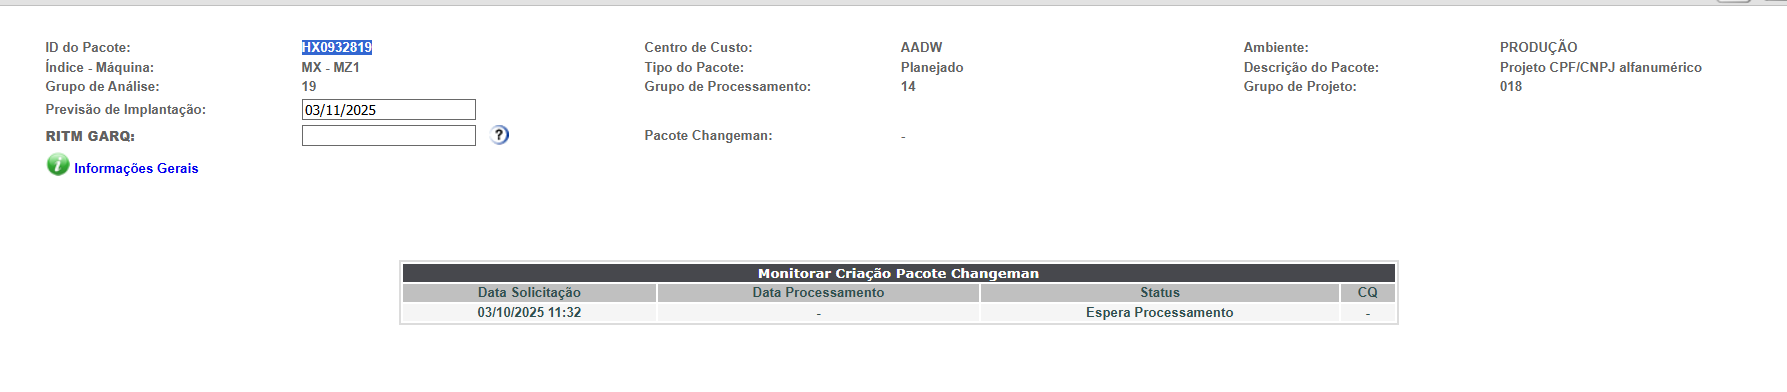 ID do Pacote: HX0932819 Centro de Custo: AADW Ambiente: PRODUÇÃO
Índice - Máquina: MX - MZ1 Tipo do Pacote: Planejado Descrição do Pacote: Projeto CPF/CNPJ alfanumérico
Grupo de Análise: 19 Grupo de Processamento: 14 Grupo de Projeto: 018
Previsão de Implantação: 03/11/2025
RITM GARQ: ? Pacote Changeman: -
i Informações Gerais
Monitorar Criação Pacote Changeman
Data Solicitação Data Processamento Status CQ
03/10/2025 11:32 - Espera Processamento -